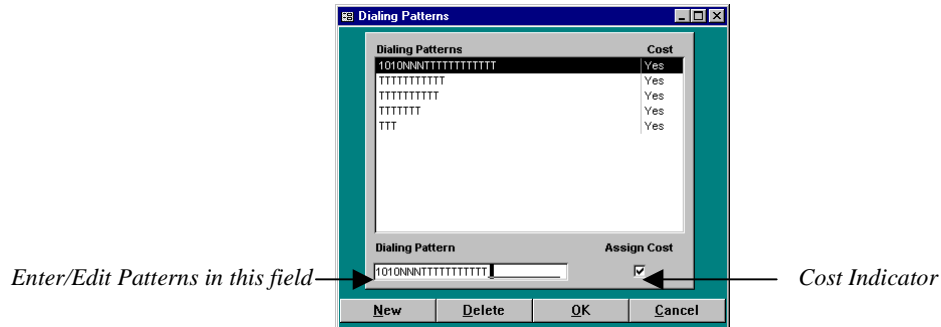 Dialing Patterns
Dialing Patterns Cost
1010NNNTTTTTTTTTTTT Yes
TTTTTTTTTTT Yes
TTTTTTTTTT Yes
TTTTTTT Yes
TTT Yes
Dialing Pattern Assign Cost
Enter/Edit Patterns in this field 1010NNNTTTTTTTTTTT Cost Indicator
New Delete OK Cancel